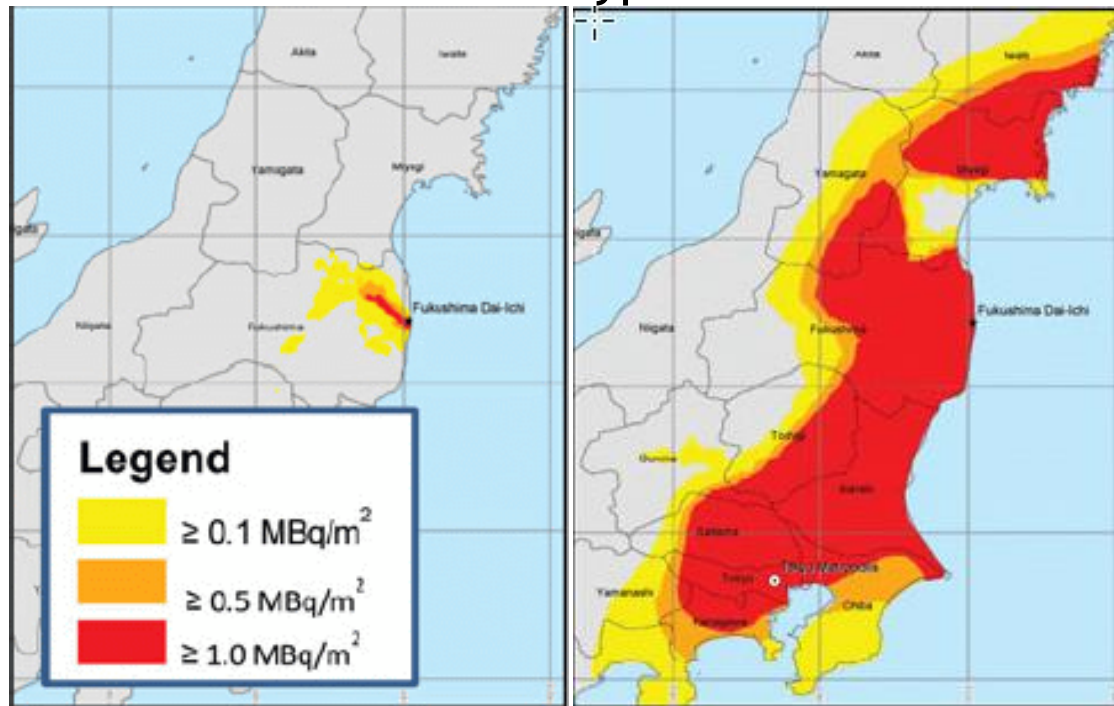 Akita
Iwate
Yamagata
Miyagi
Fukushima Dai-Ichi
Niigata
Fukushima
Legend
≥ 0.1 MBq/m²
≥ 0.5 MBq/m²
≥ 1.0 MBq/m²
Akita
Iwate
Yamagata
Miyagi
Fukushima Dai-Ichi
Niigata
Fukushima
Tochigi
Gunma
Ibaraki
Saitama
Tokyo
Yamanashi
Chiba
Kanagawa